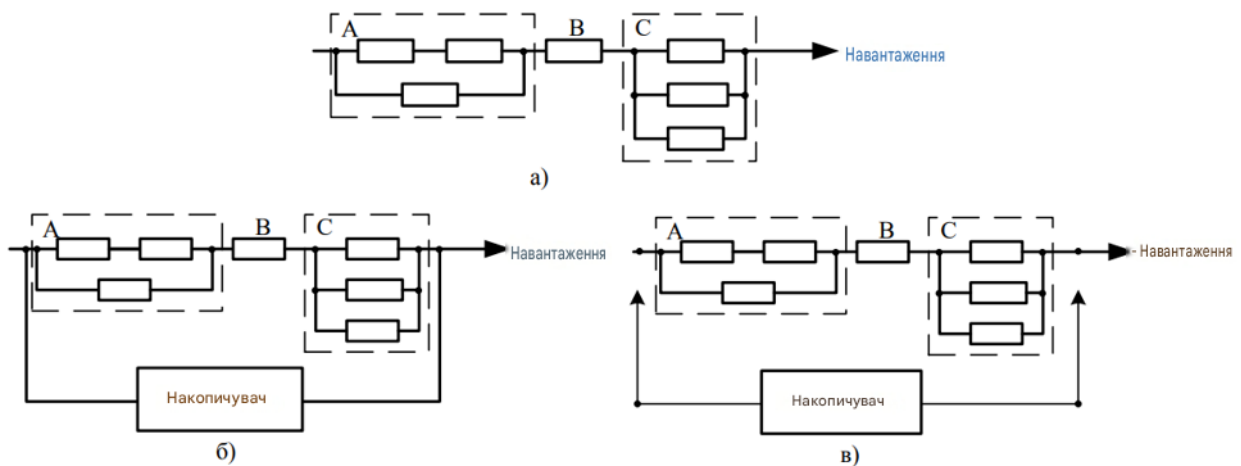 A B C
Навантаження
а)
A B C
Навантаження
Накопичувач
б)
A B C
- Навантаження
Накопичувач
в)